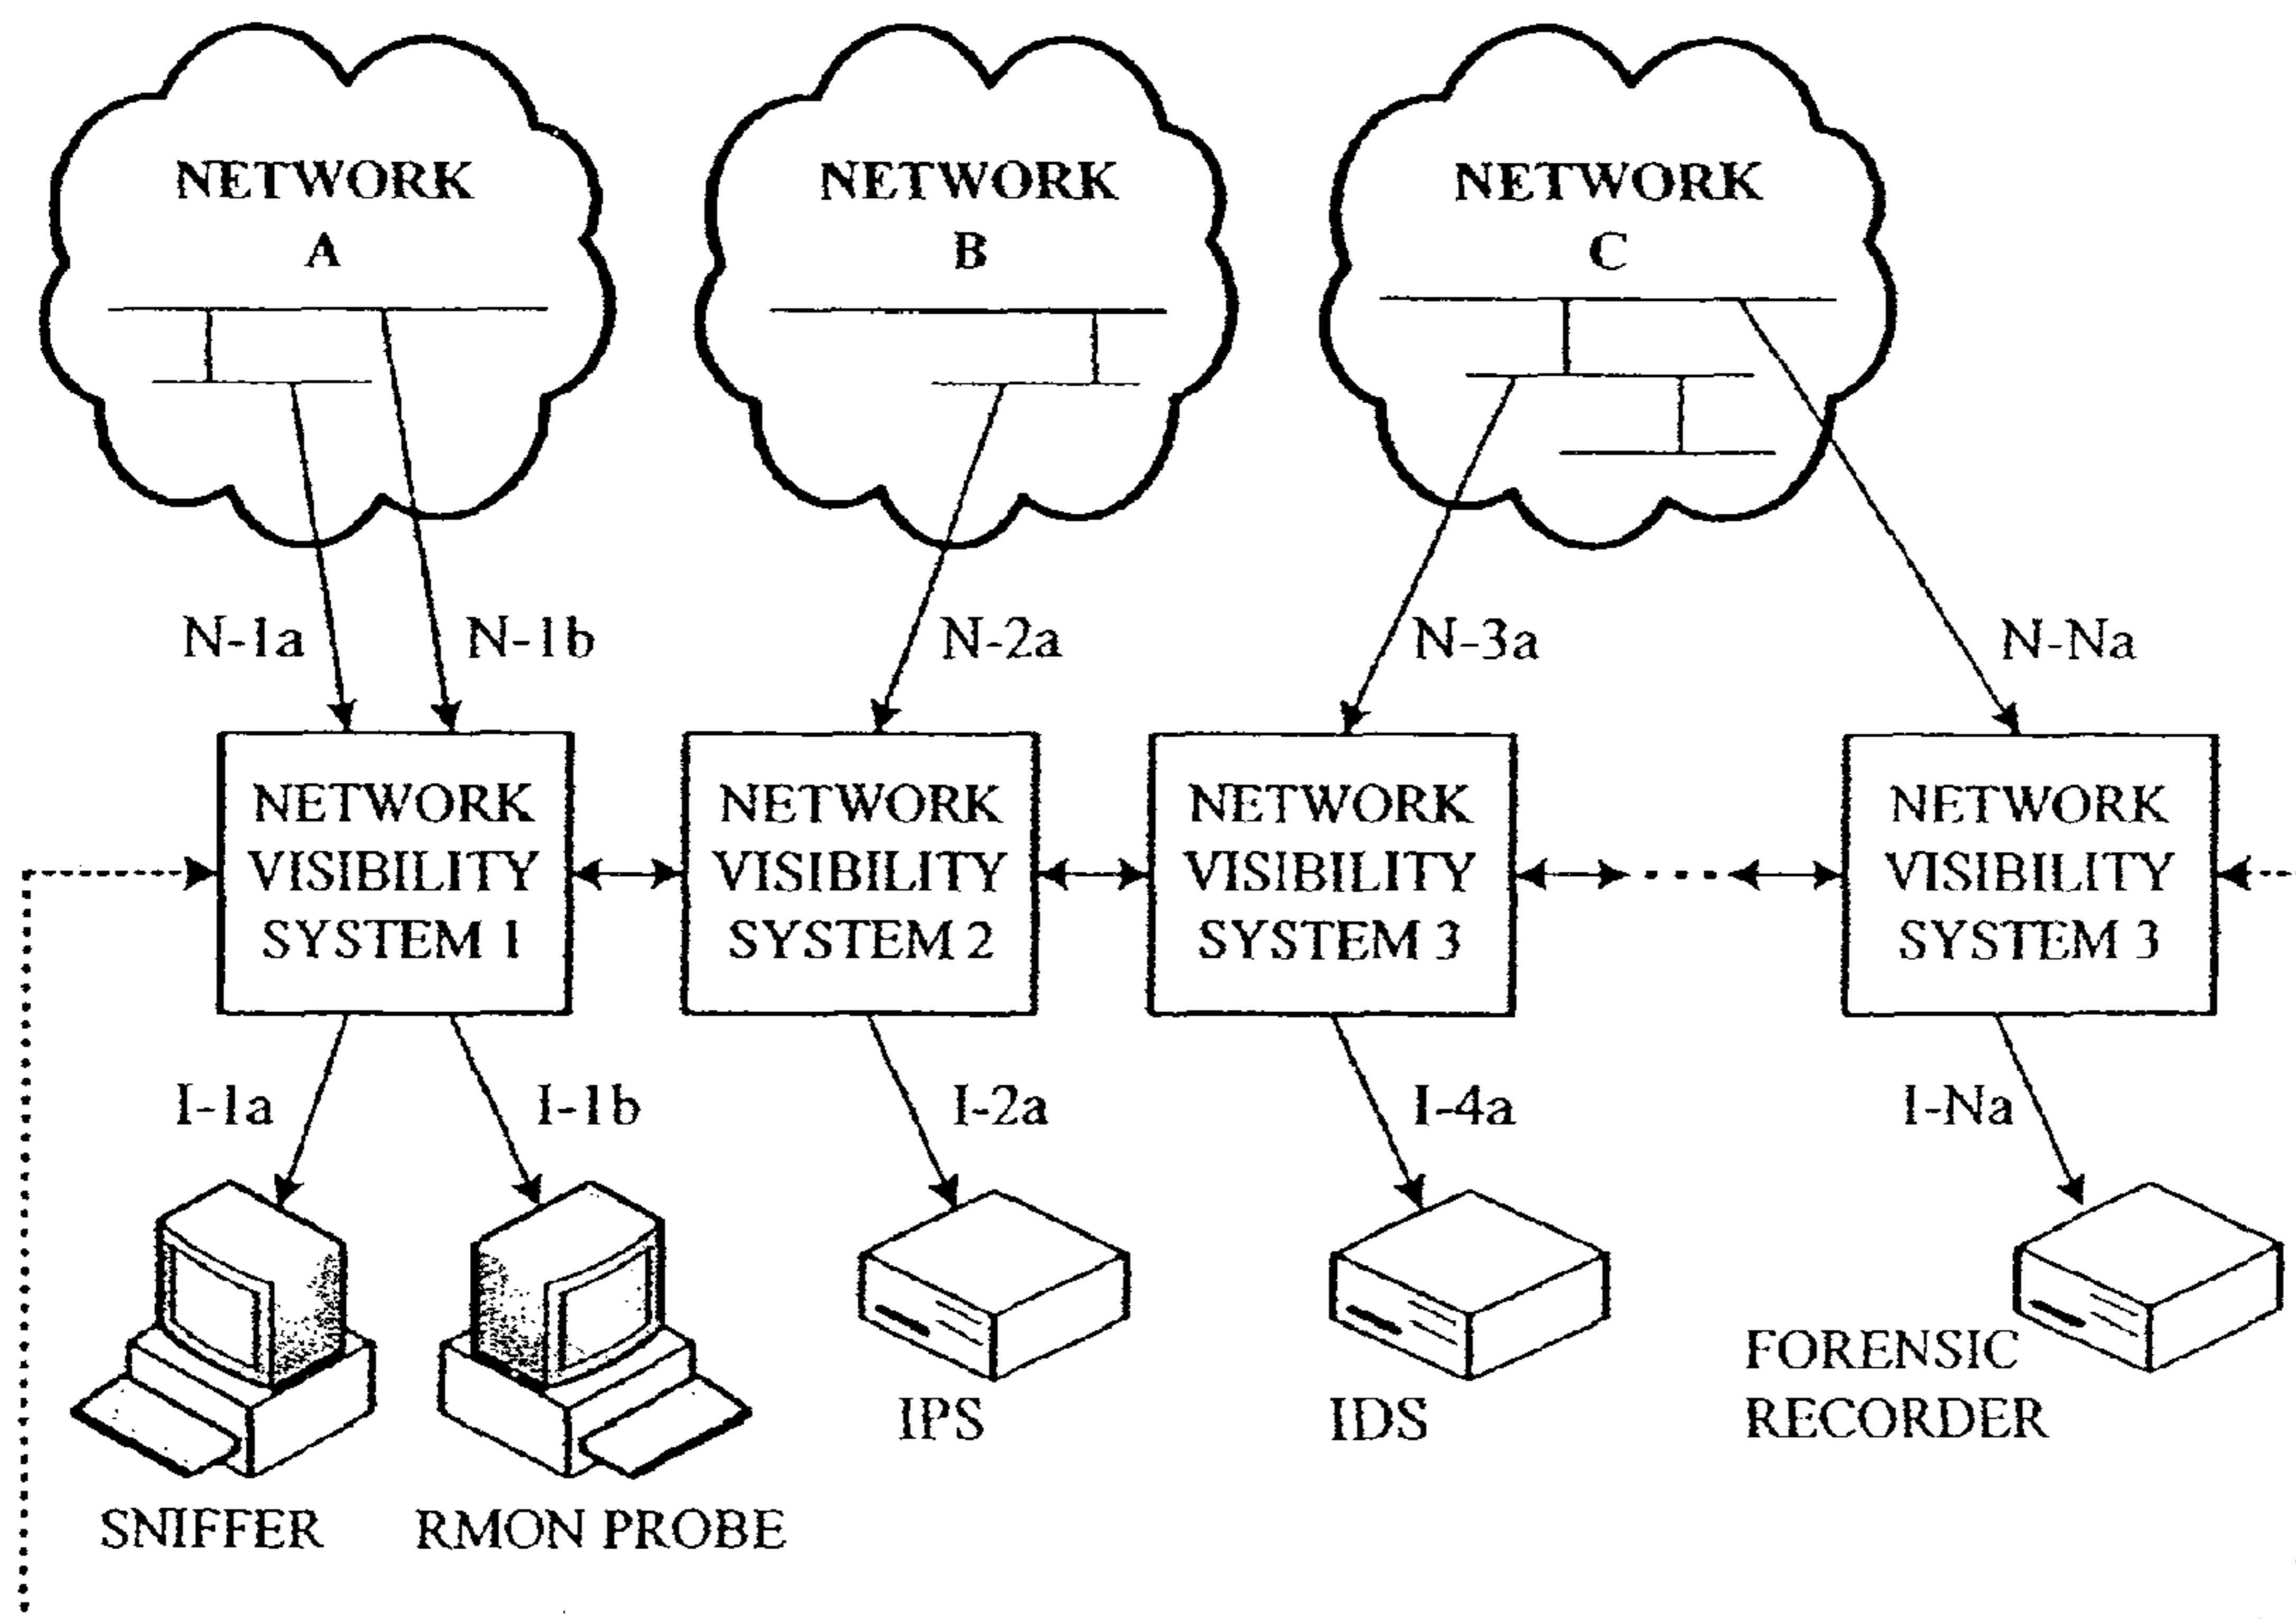 NETWORK
A
NETWORK
B
NETWORK
C
N-1a
N-1b
N-2a
N-3a
N-Na
NETWORK
VISIBILITY
SYSTEM 1
NETWORK
VISIBILITY
SYSTEM 2
NETWORK
VISIBILITY
SYSTEM 3
NETWORK
VISIBILITY
SYSTEM 3
I-1a
I-1b
I-2a
I-4a
I-Na
SNIFFER
RMON PROBE
IPS
IDS
FORENSIC
RECORDER